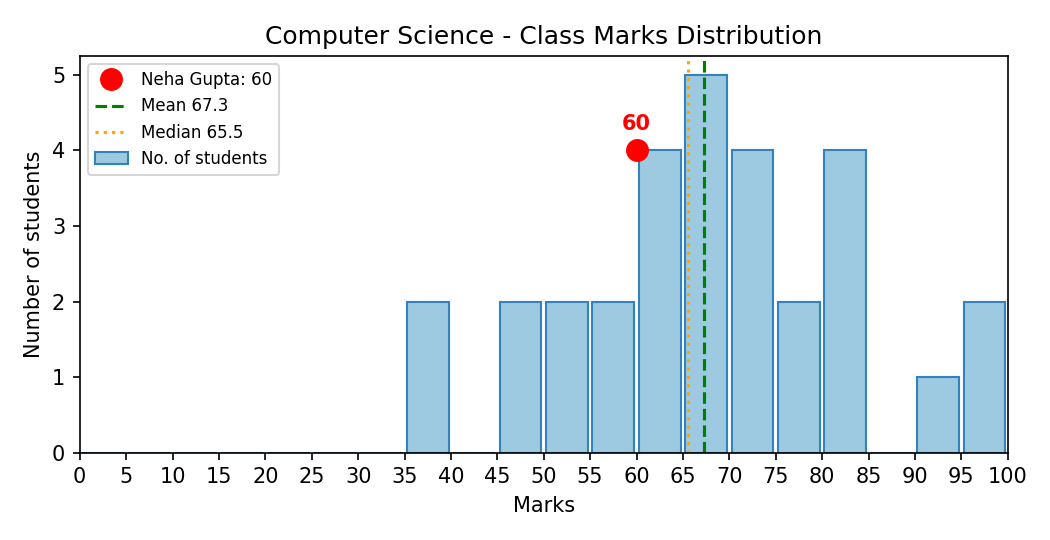 Computer Science - Class Marks Distribution
Neha Gupta: 60
Mean 67.3
Median 65.5
No. of students
60
Number of students
5
4
3
2
1
0
0 5 10 15 20 25 30 35 40 45 50 55 60 65 70 75 80 85 90 95 100
Marks